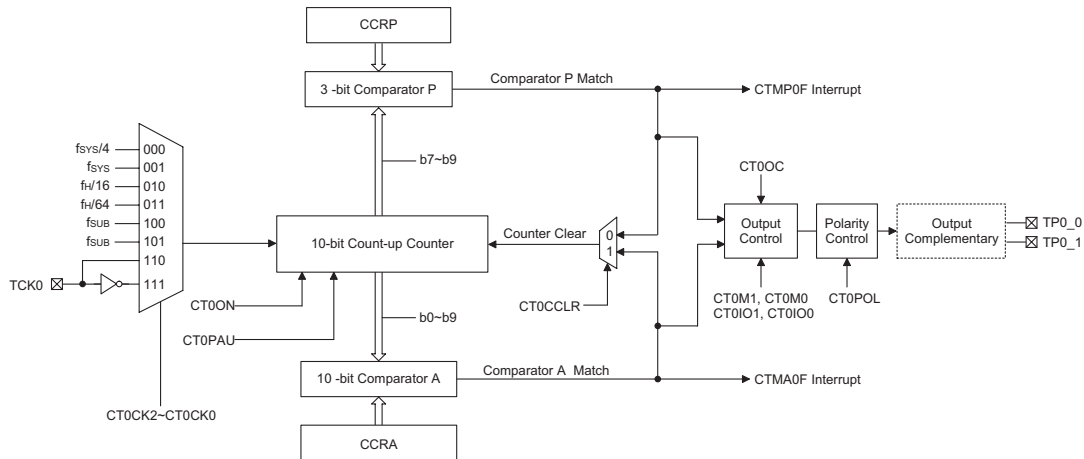 CCRP
3 -bit Comparator P
Comparator P Match
CTMP0F Interrupt
b7~b9
fSYS/4
000
fSYS
001
fH/16
010
fH/64
011
fSUB
100
fSUB
101
110
111
TCK0
CT0CK2~CT0CK0
10-bit Count-up Counter
CT0ON
CT0PAU
Counter Clear
0
1
CT0CCLR
CT0OC
Output
Control
CT0M1, CT0M0
CT0IO1, CT0IO0
Polarity
Control
CT0POL
Output
Complementary
TP0_0
TP0_1
b0~b9
10 -bit Comparator A
Comparator A Match
CTMA0F Interrupt
CCRA